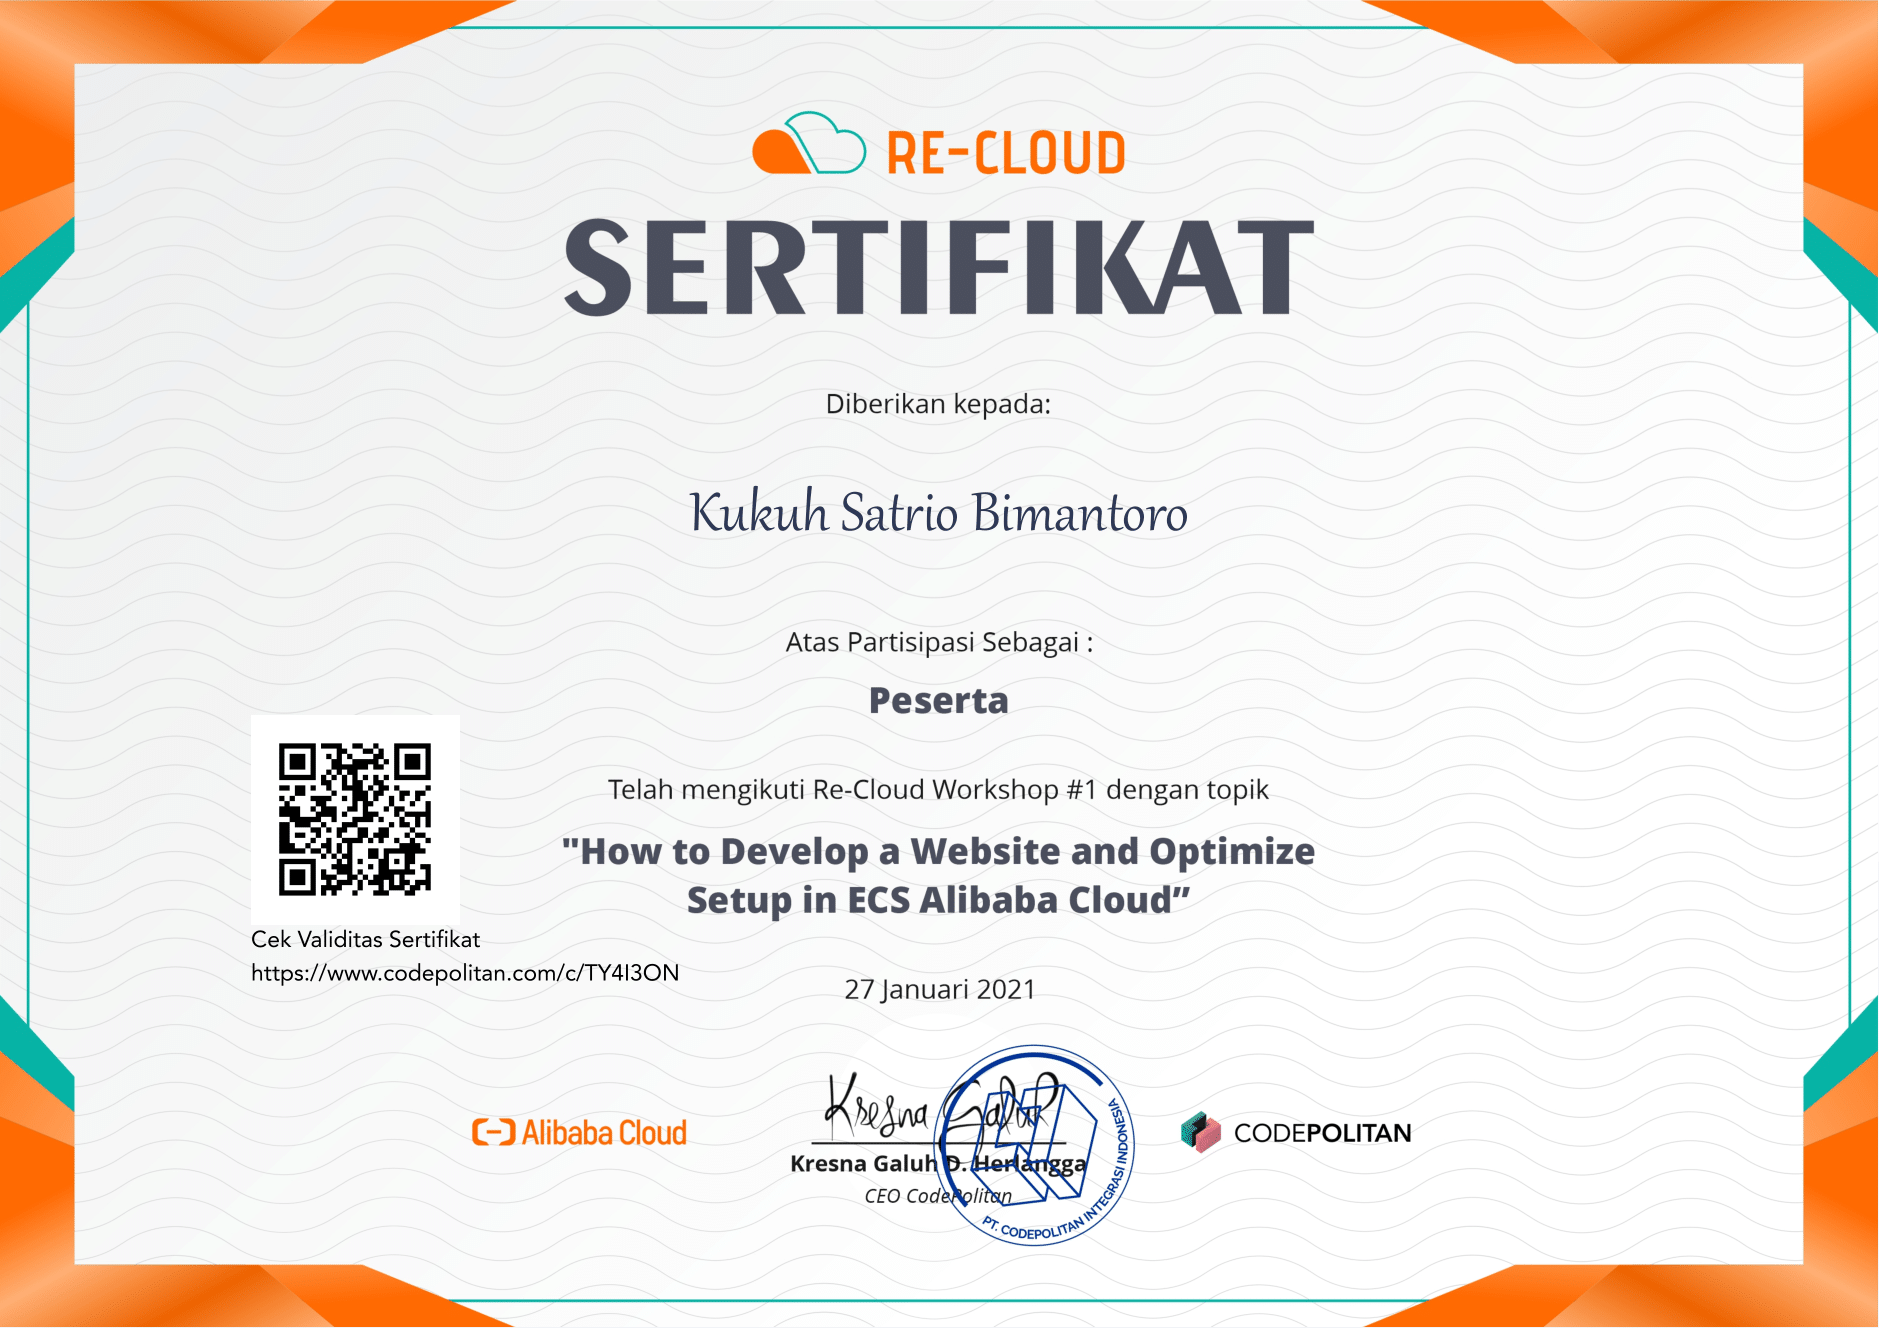 RE-CLOUD
SERTIFIKAT
Diberikan kepada:
Kukuh Satrio Bimantoro
Atas Partisipasi Sebagai :
Peserta
Telah mengikuti Re-Cloud Workshop #1 dengan topik
"How to Develop a Website and Optimize
Setup in ECS Alibaba Cloud”
Cek Validitas Sertifikat
https://www.codepolitan.com/c/TY4I3ON
27 Januari 2021
Alibaba Cloud
Kresna Galuh
Kresna Galuh D. Herlangga
CEO CodePolitan
PT. CODEPOLITAN INTEGRASI INDONESIA
CODEPOLITAN